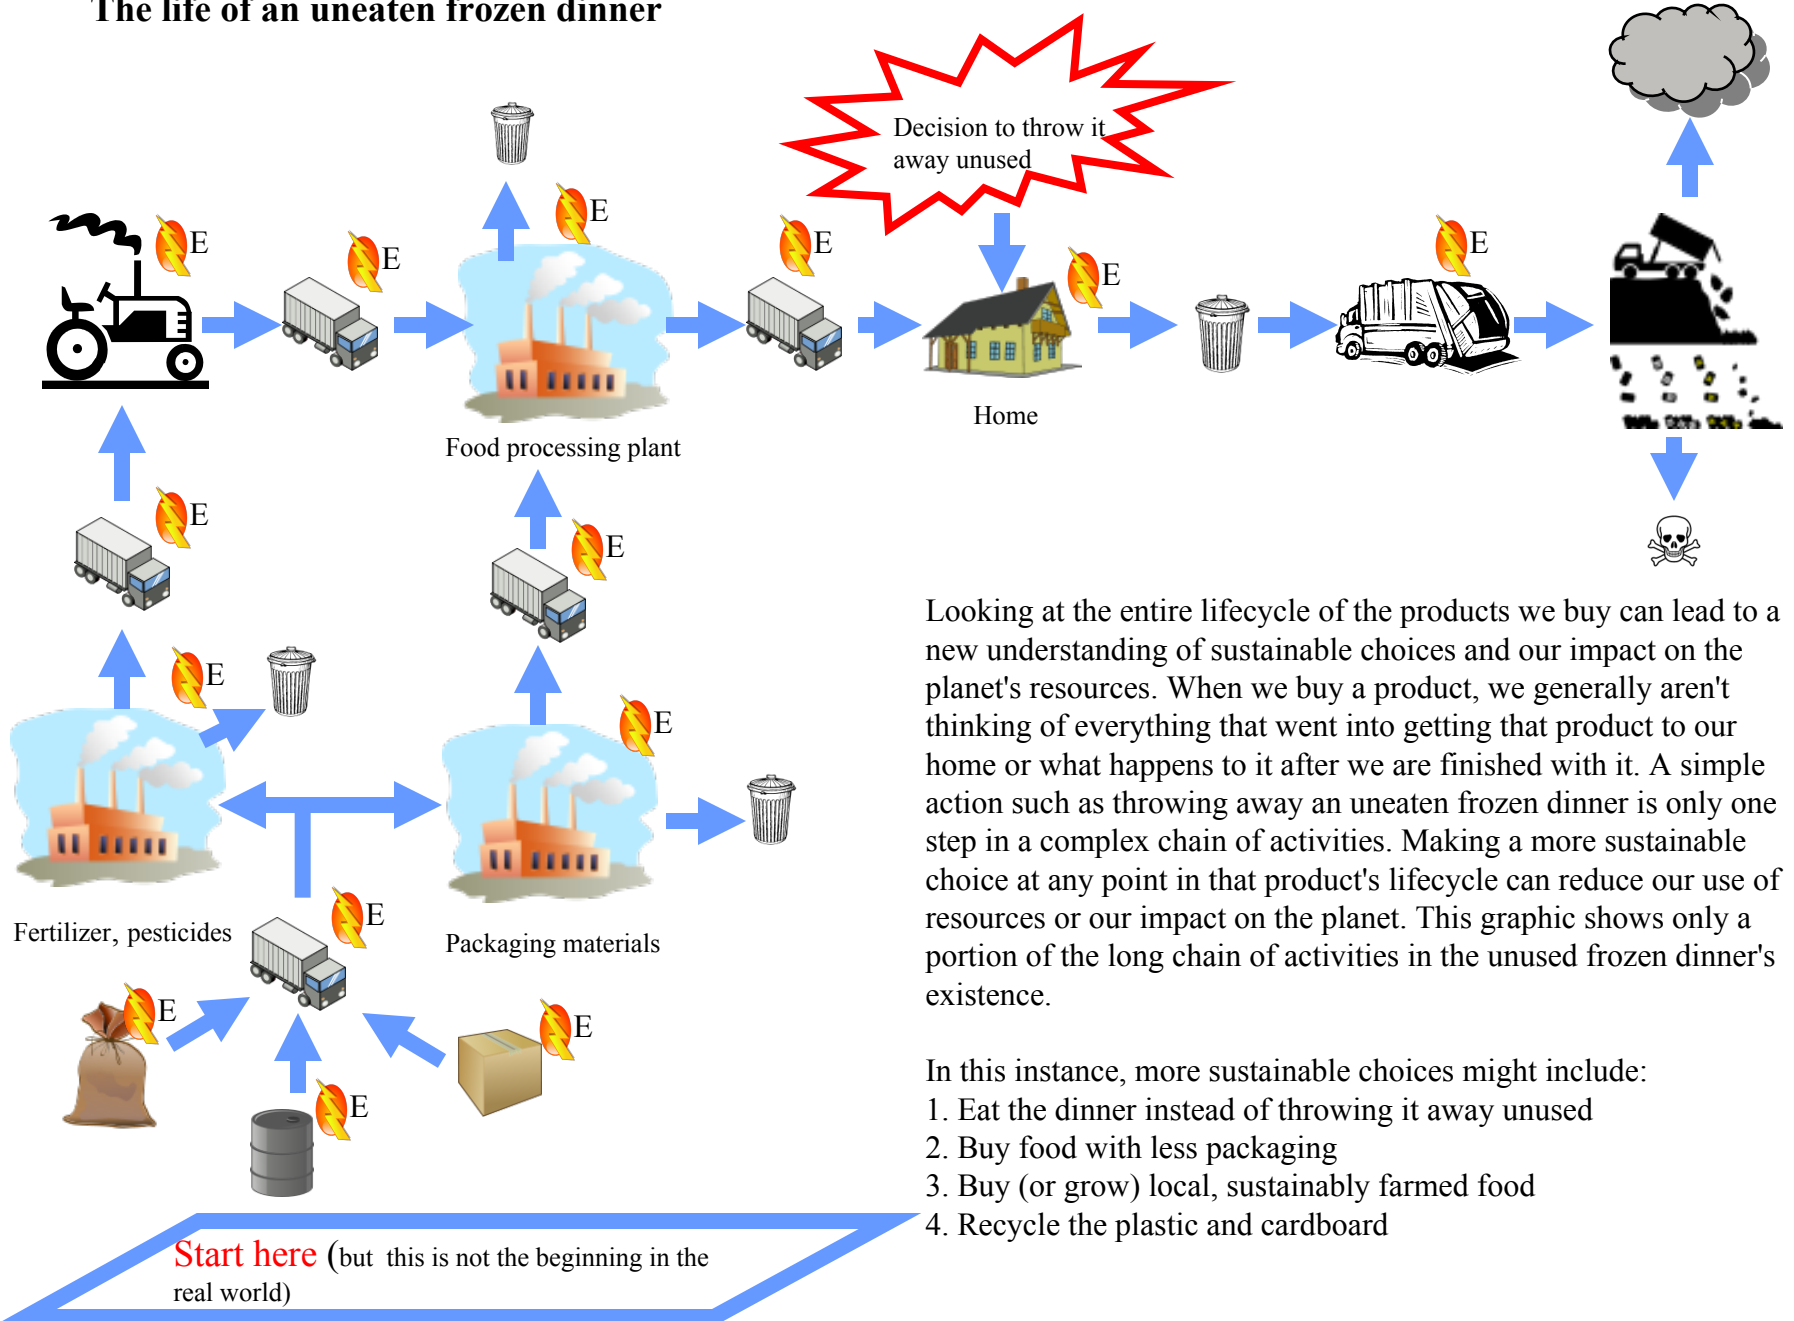 The life of an uneaten frozen dinner
Decision to throw it
away unused
E
E
E
E
E
E
E
Home
Food processing plant
E
E
E
E
Fertilizer, pesticides
Packaging materials
E
E
E
E
Start here (but this is not the beginning in the
real world)
Looking at the entire lifecycle of the products we buy can lead to a
new understanding of sustainable choices and our impact on the
planet's resources. When we buy a product, we generally aren't
thinking of everything that went into getting that product to our
home or what happens to it after we are finished with it. A simple
action such as throwing away an uneaten frozen dinner is only one
step in a complex chain of activities. Making a more sustainable
choice at any point in that product's lifecycle can reduce our use of
resources or our impact on the planet. This graphic shows only a
portion of the long chain of activities in the unused frozen dinner's
existence.
In this instance, more sustainable choices might include:
1. Eat the dinner instead of throwing it away unused
2. Buy food with less packaging
3. Buy (or grow) local, sustainably farmed food
4. Recycle the plastic and cardboard